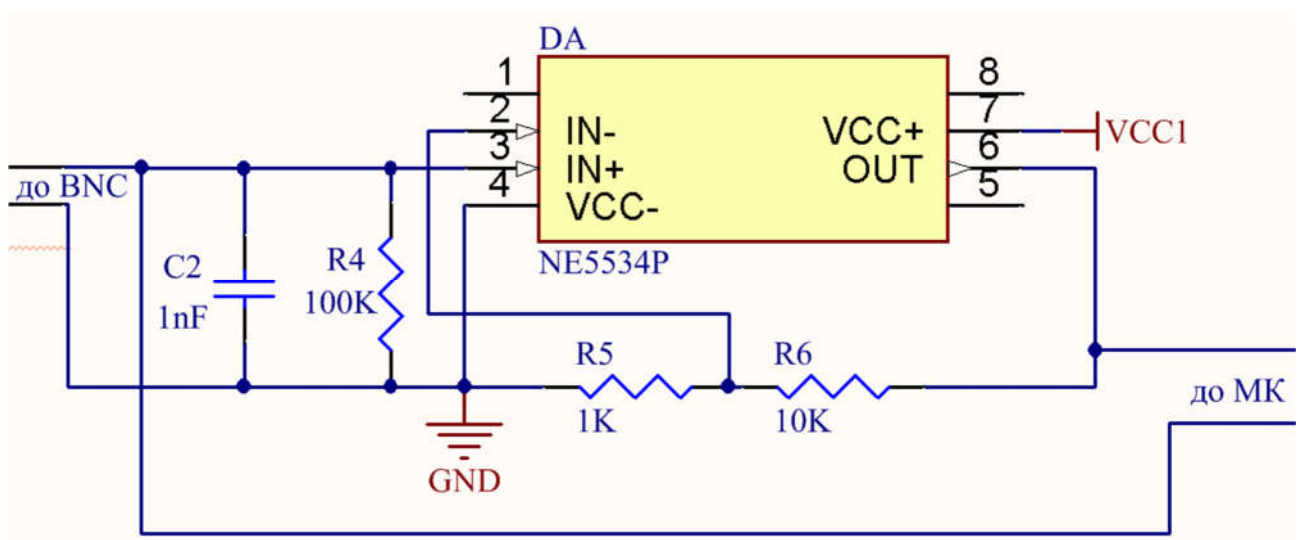 DA
1
2
3
4
IN-
IN+
VCC-
VCC+
OUT
8
7
6
5
VCC1
NE5534P
до BNC
C2
1nF
R4
100K
R5
1K
R6
10K
до МК
GND